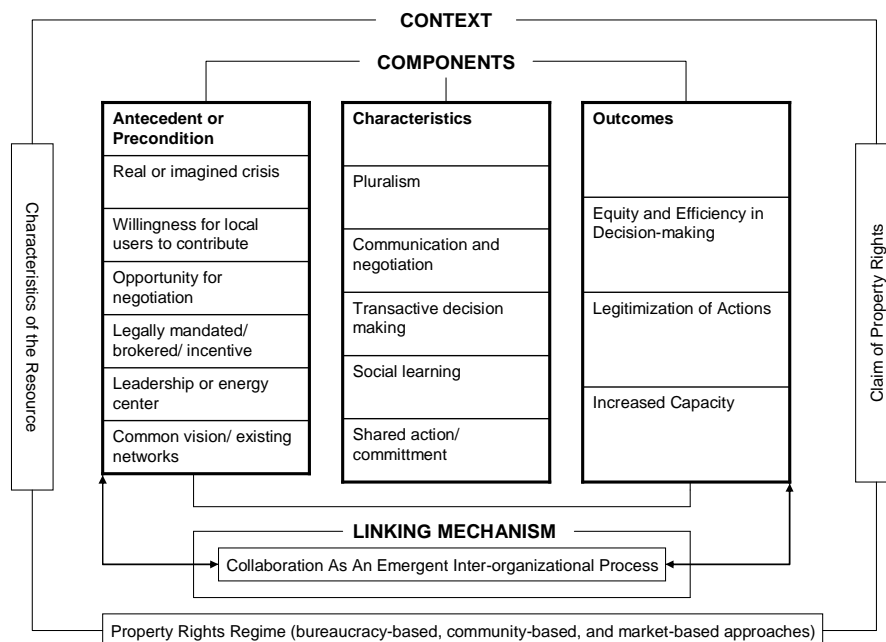 CONTEXT
COMPONENTS
Antecedent or
Precondition
Real or imagined crisis
Willingness for local
users to contribute
Opportunity for
negotiation
Legally mandated/
brokered/ incentive
Leadership or energy
center
Common vision/ existing
networks
Characteristics
Pluralism
Communication and
negotiation
Transactive decision
making
Social learning
Shared action/
committment
Outcomes
Equity and Efficiency in
Decision-making
Legitimization of Actions
Increased Capacity
Characteristics of the Resource
Claim of Property Rights
LINKING MECHANISM
Collaboration As An Emergent Inter-organizational Process
Property Rights Regime (bureaucracy-based, community-based, and market-based approaches)